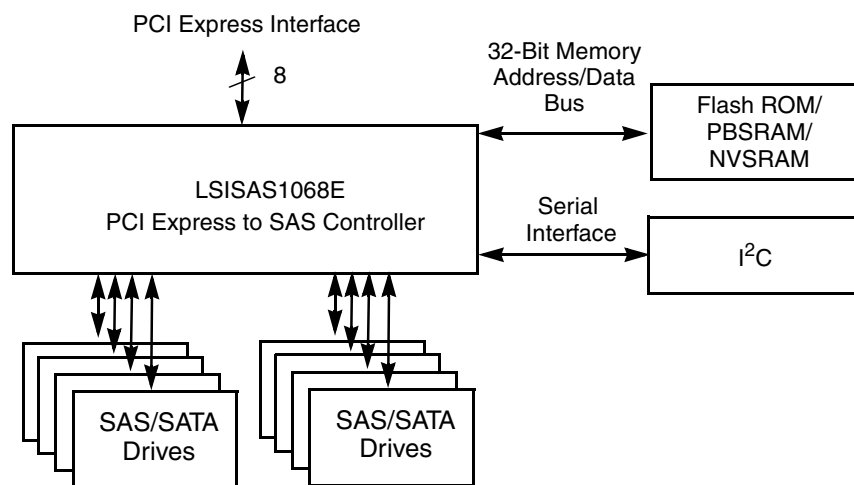 PCI Express Interface
8
32-Bit Memory
Address/Data
Bus
Flash ROM/
PBSRAM/
NVSRAM
LSISAS1068E
PCI Express to SAS Controller
Serial
Interface
I²C
SAS/SATA
Drives
SAS/SATA
Drives